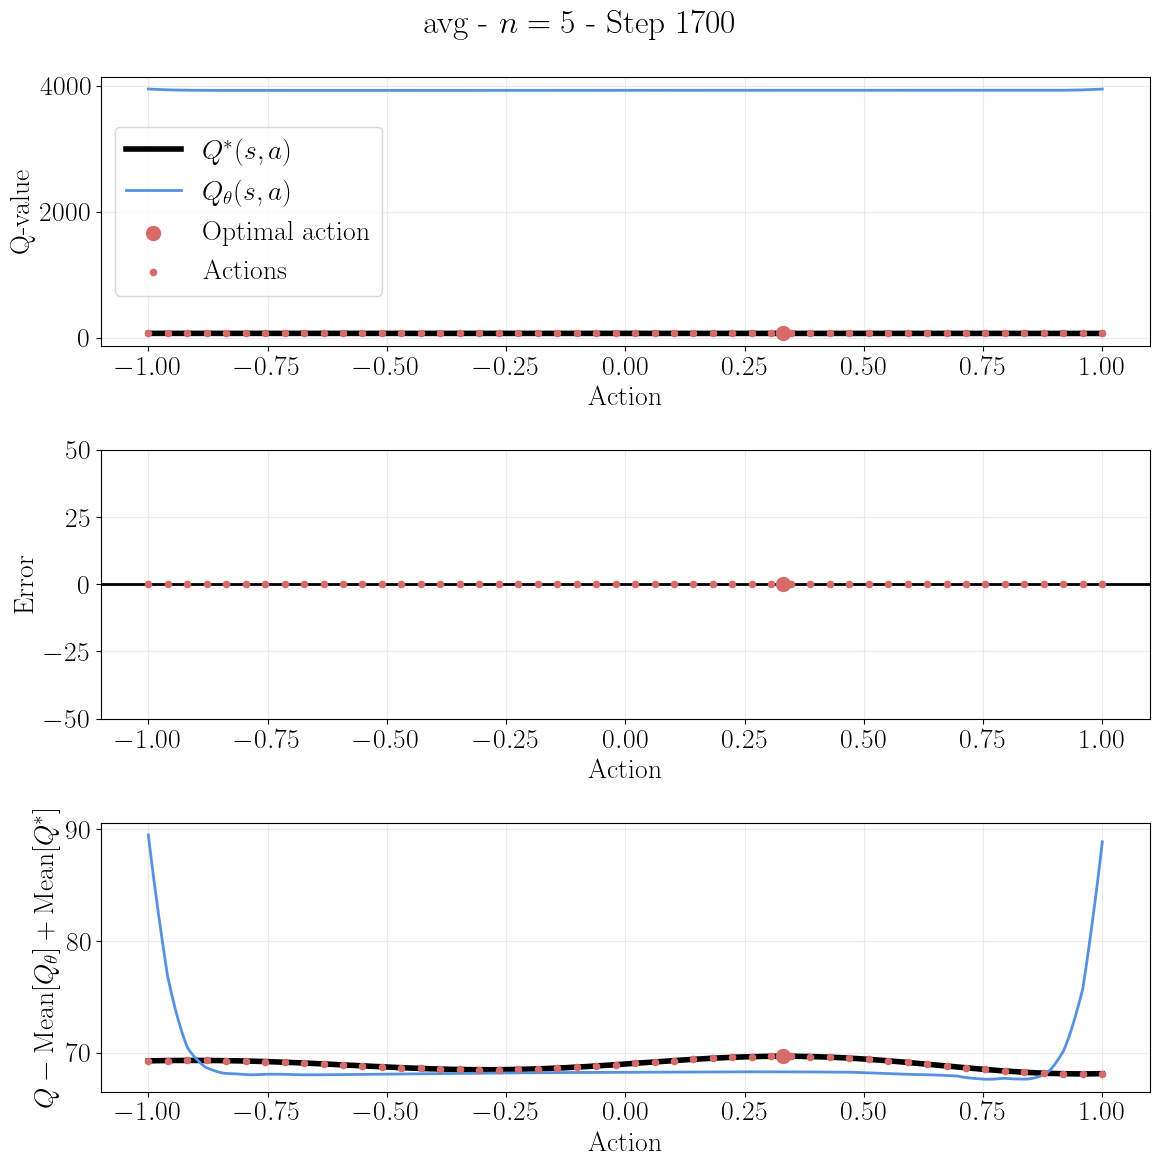 avg - n = 5 - Step 1700
4000
2000
0
Q-value
Q*(s, a)
Qθ(s, a)
Optimal action
Actions
−1.00 −0.75 −0.50 −0.25 0.00 0.25 0.50 0.75 1.00
Action
50
25
0
−25
−50
Error
−1.00 −0.75 −0.50 −0.25 0.00 0.25 0.50 0.75 1.00
Action
90
80
70
Q − Mean[Qθ] + Mean[Q*]
−1.00 −0.75 −0.50 −0.25 0.00 0.25 0.50 0.75 1.00
Action